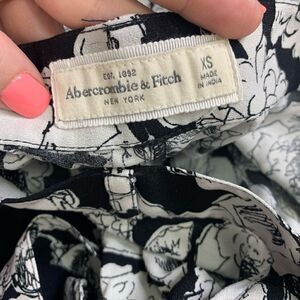 EST. 1892
Abercrombie & Fitch
NEW YORK
XS
MADE
IN INDIA